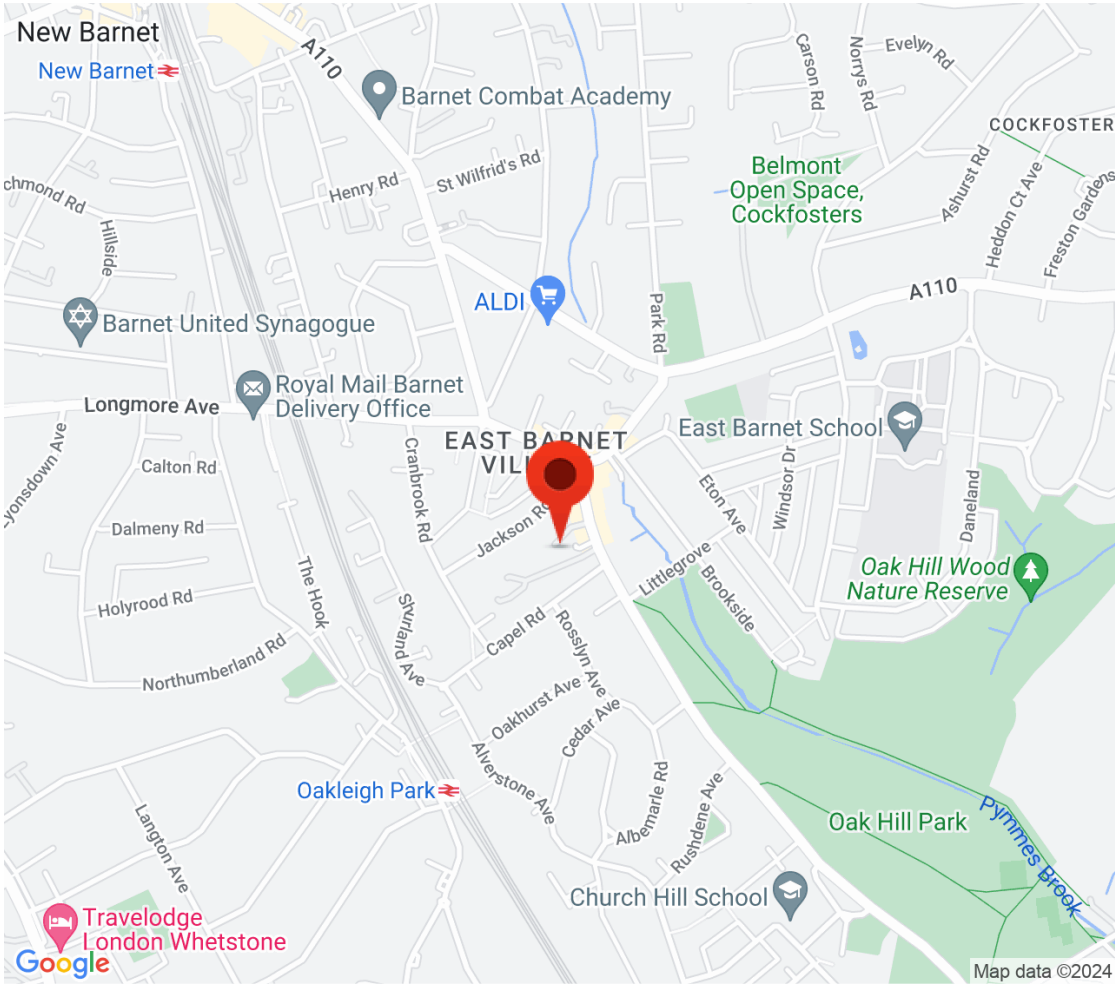 New Barnet
New Barnet
A110
Barnet Combat Academy
Carson Rd
Norrys Rd
Evelyn Rd
COCKFOSTER
St Wilfrid's Rd
Henry Rd
Belmont
Open Space,
Cockfosters
Ashurst Rd
Heddon Ct Ave
Freston Gardens
chmond Rd
Hillside
ALDI
Park Rd
A110
Barnet United Synagogue
Royal Mail Barnet
Delivery Office
Longmore Ave
EAST BARNET
VILL
East Barnet School
Lyonsdown Ave
Calton Rd
Cranbrook Rd
Eton Ave
Windsor Dr
Daneland
Dalmeny Rd
Jackson Ro
The Hook
Littlegrove
Brookside
Oak Hill Wood
Nature Reserve
Holyrood Rd
Sturland Ave
Capel Rd
Rosslyn Ave
Northumberland Rd
Oakhurst Ave
Cedar Ave
Oakleigh Park
Alverstone Ave
Albemarle Rd
Rushdene Ave
Oak Hill Park
Pymmes Brook
Langton Ave
Church Hill School
Travelodge
London Whetstone
Google
Map data ©2024